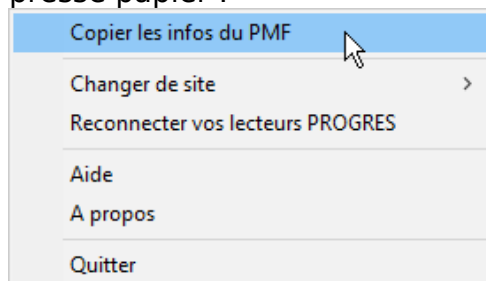 presse papier :
Copier les infos du PMF
Changer de site >
Reconnecter vos lecteurs PROGRES
Aide
A propos
Quitter